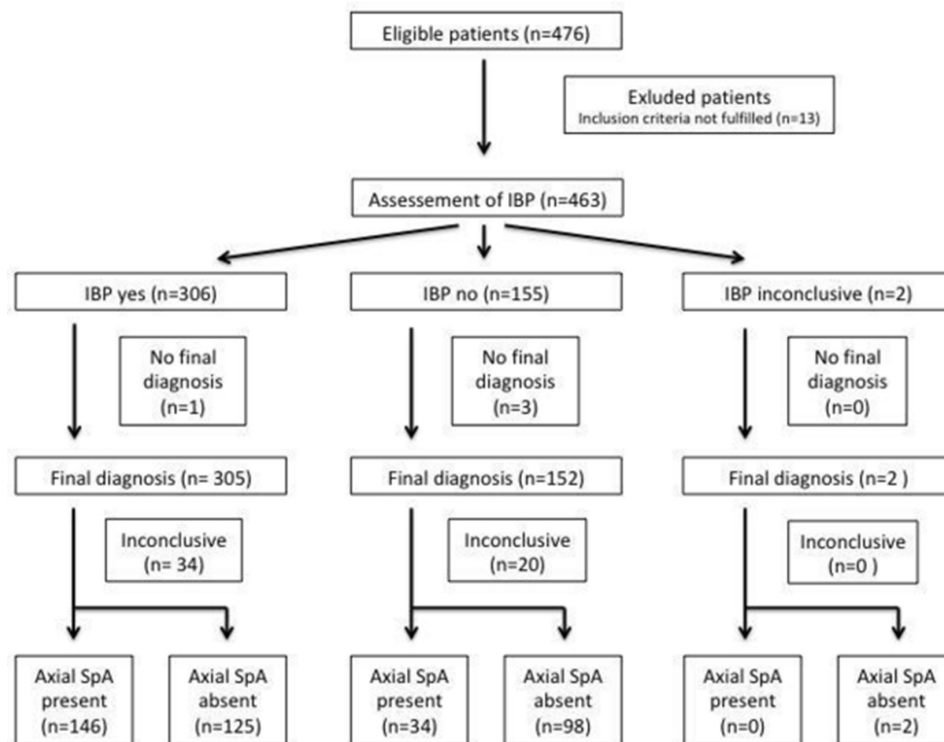 Eligible patients (n=476)
Exluded patients
Inclusion criteria not fulfilled (n=13)
Assessement of IBP (n=463)
IBP yes (n=306)
IBP no (n=155)
IBP inconclusive (n=2)
No final
diagnosis
(n=1)
No final
diagnosis
(n=3)
No final
diagnosis
(n=0)
Final diagnosis (n= 305)
Final diagnosis (n=152)
Final diagnosis (n=2 )
Inconclusive
(n= 34)
Inconclusive
(n=20)
Inconclusive
(n=0 )
Axial SpA
present
(n=146)
Axial SpA
absent
(n=125)
Axial SpA
present
(n=34)
Axial SpA
absent
(n=98)
Axial SpA
present
(n=0)
Axial SpA
absent
(n=2)